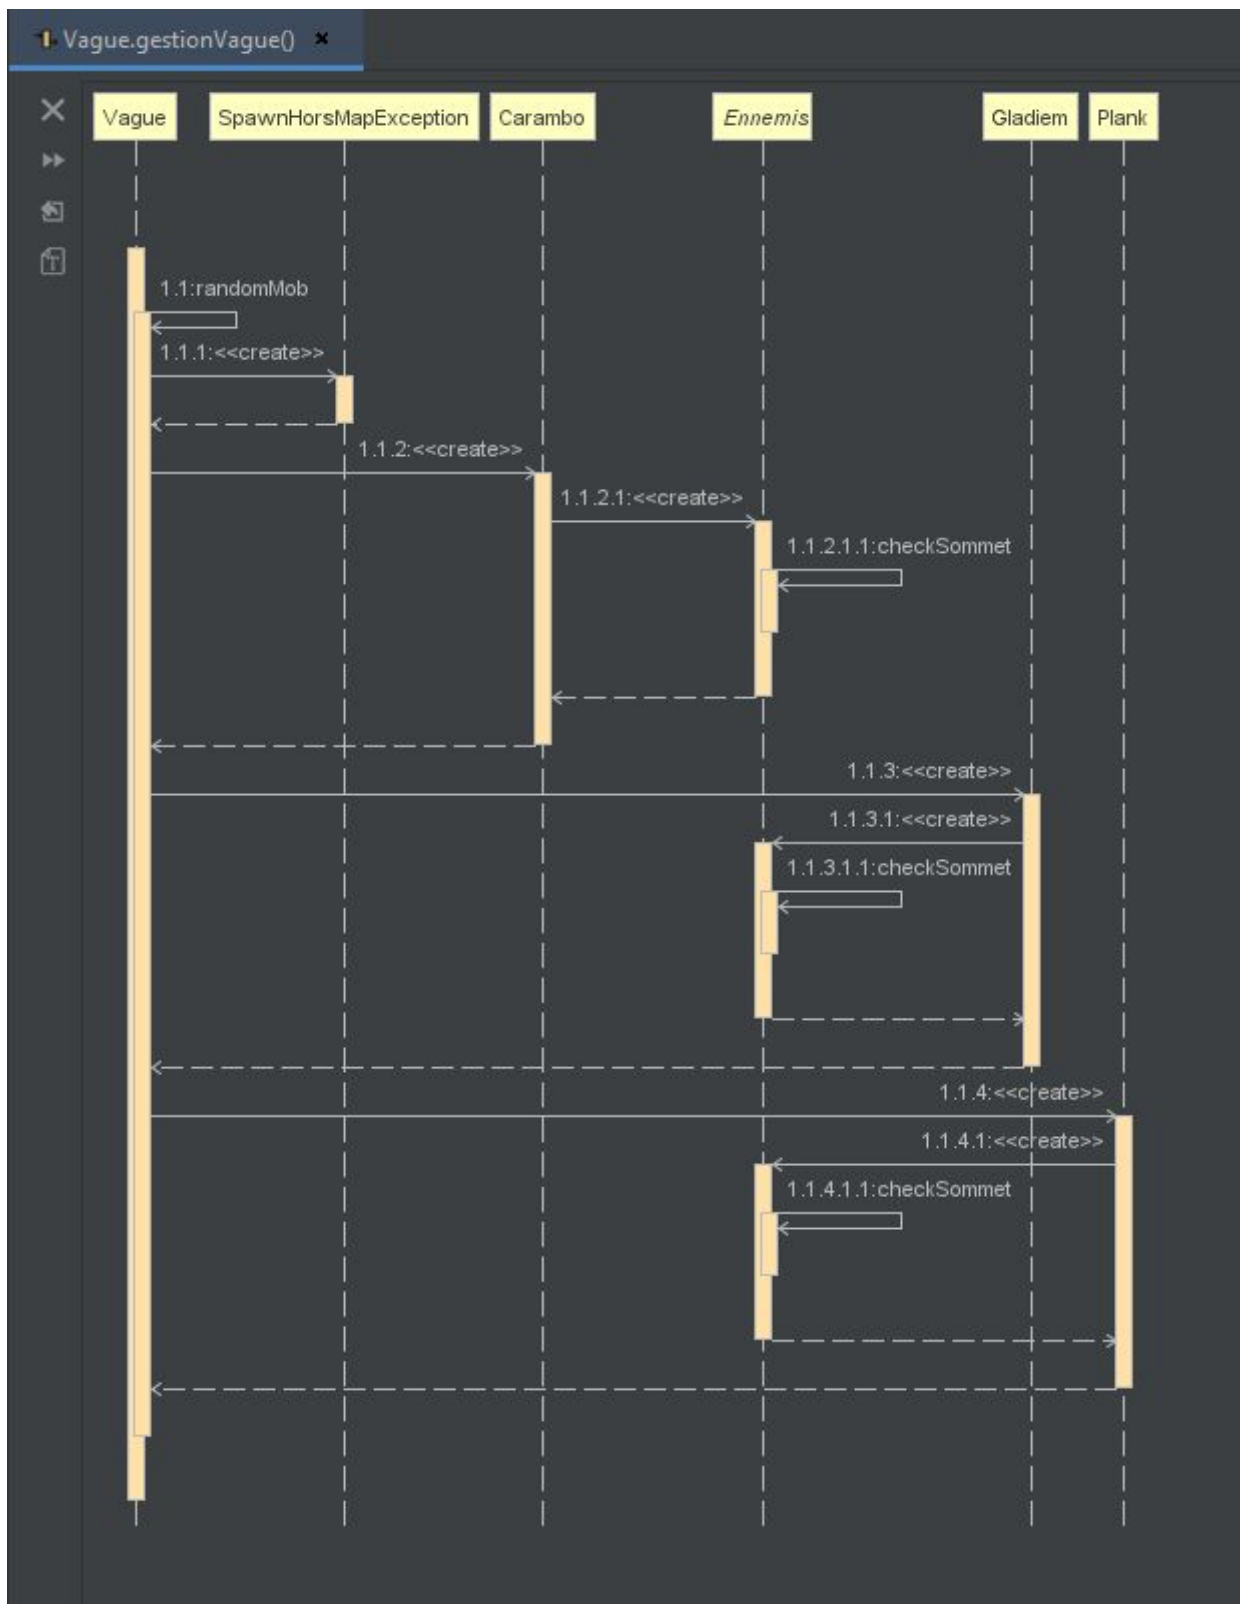 Vague.gestionVague()
Vague SpawnHorsMapException Carambo Ennemis Gladiem Plank
1.1:randomMob
1.1.1:<<create>>
1.1.2:<<create>>
1.1.2.1:<<create>>
1.1.2.1.1:checkSommet
1.1.3:<<create>>
1.1.3.1:<<create>>
1.1.3.1.1:checkSommet
1.1.4:<<create>>
1.1.4.1:<<create>>
1.1.4.1.1:checkSommet